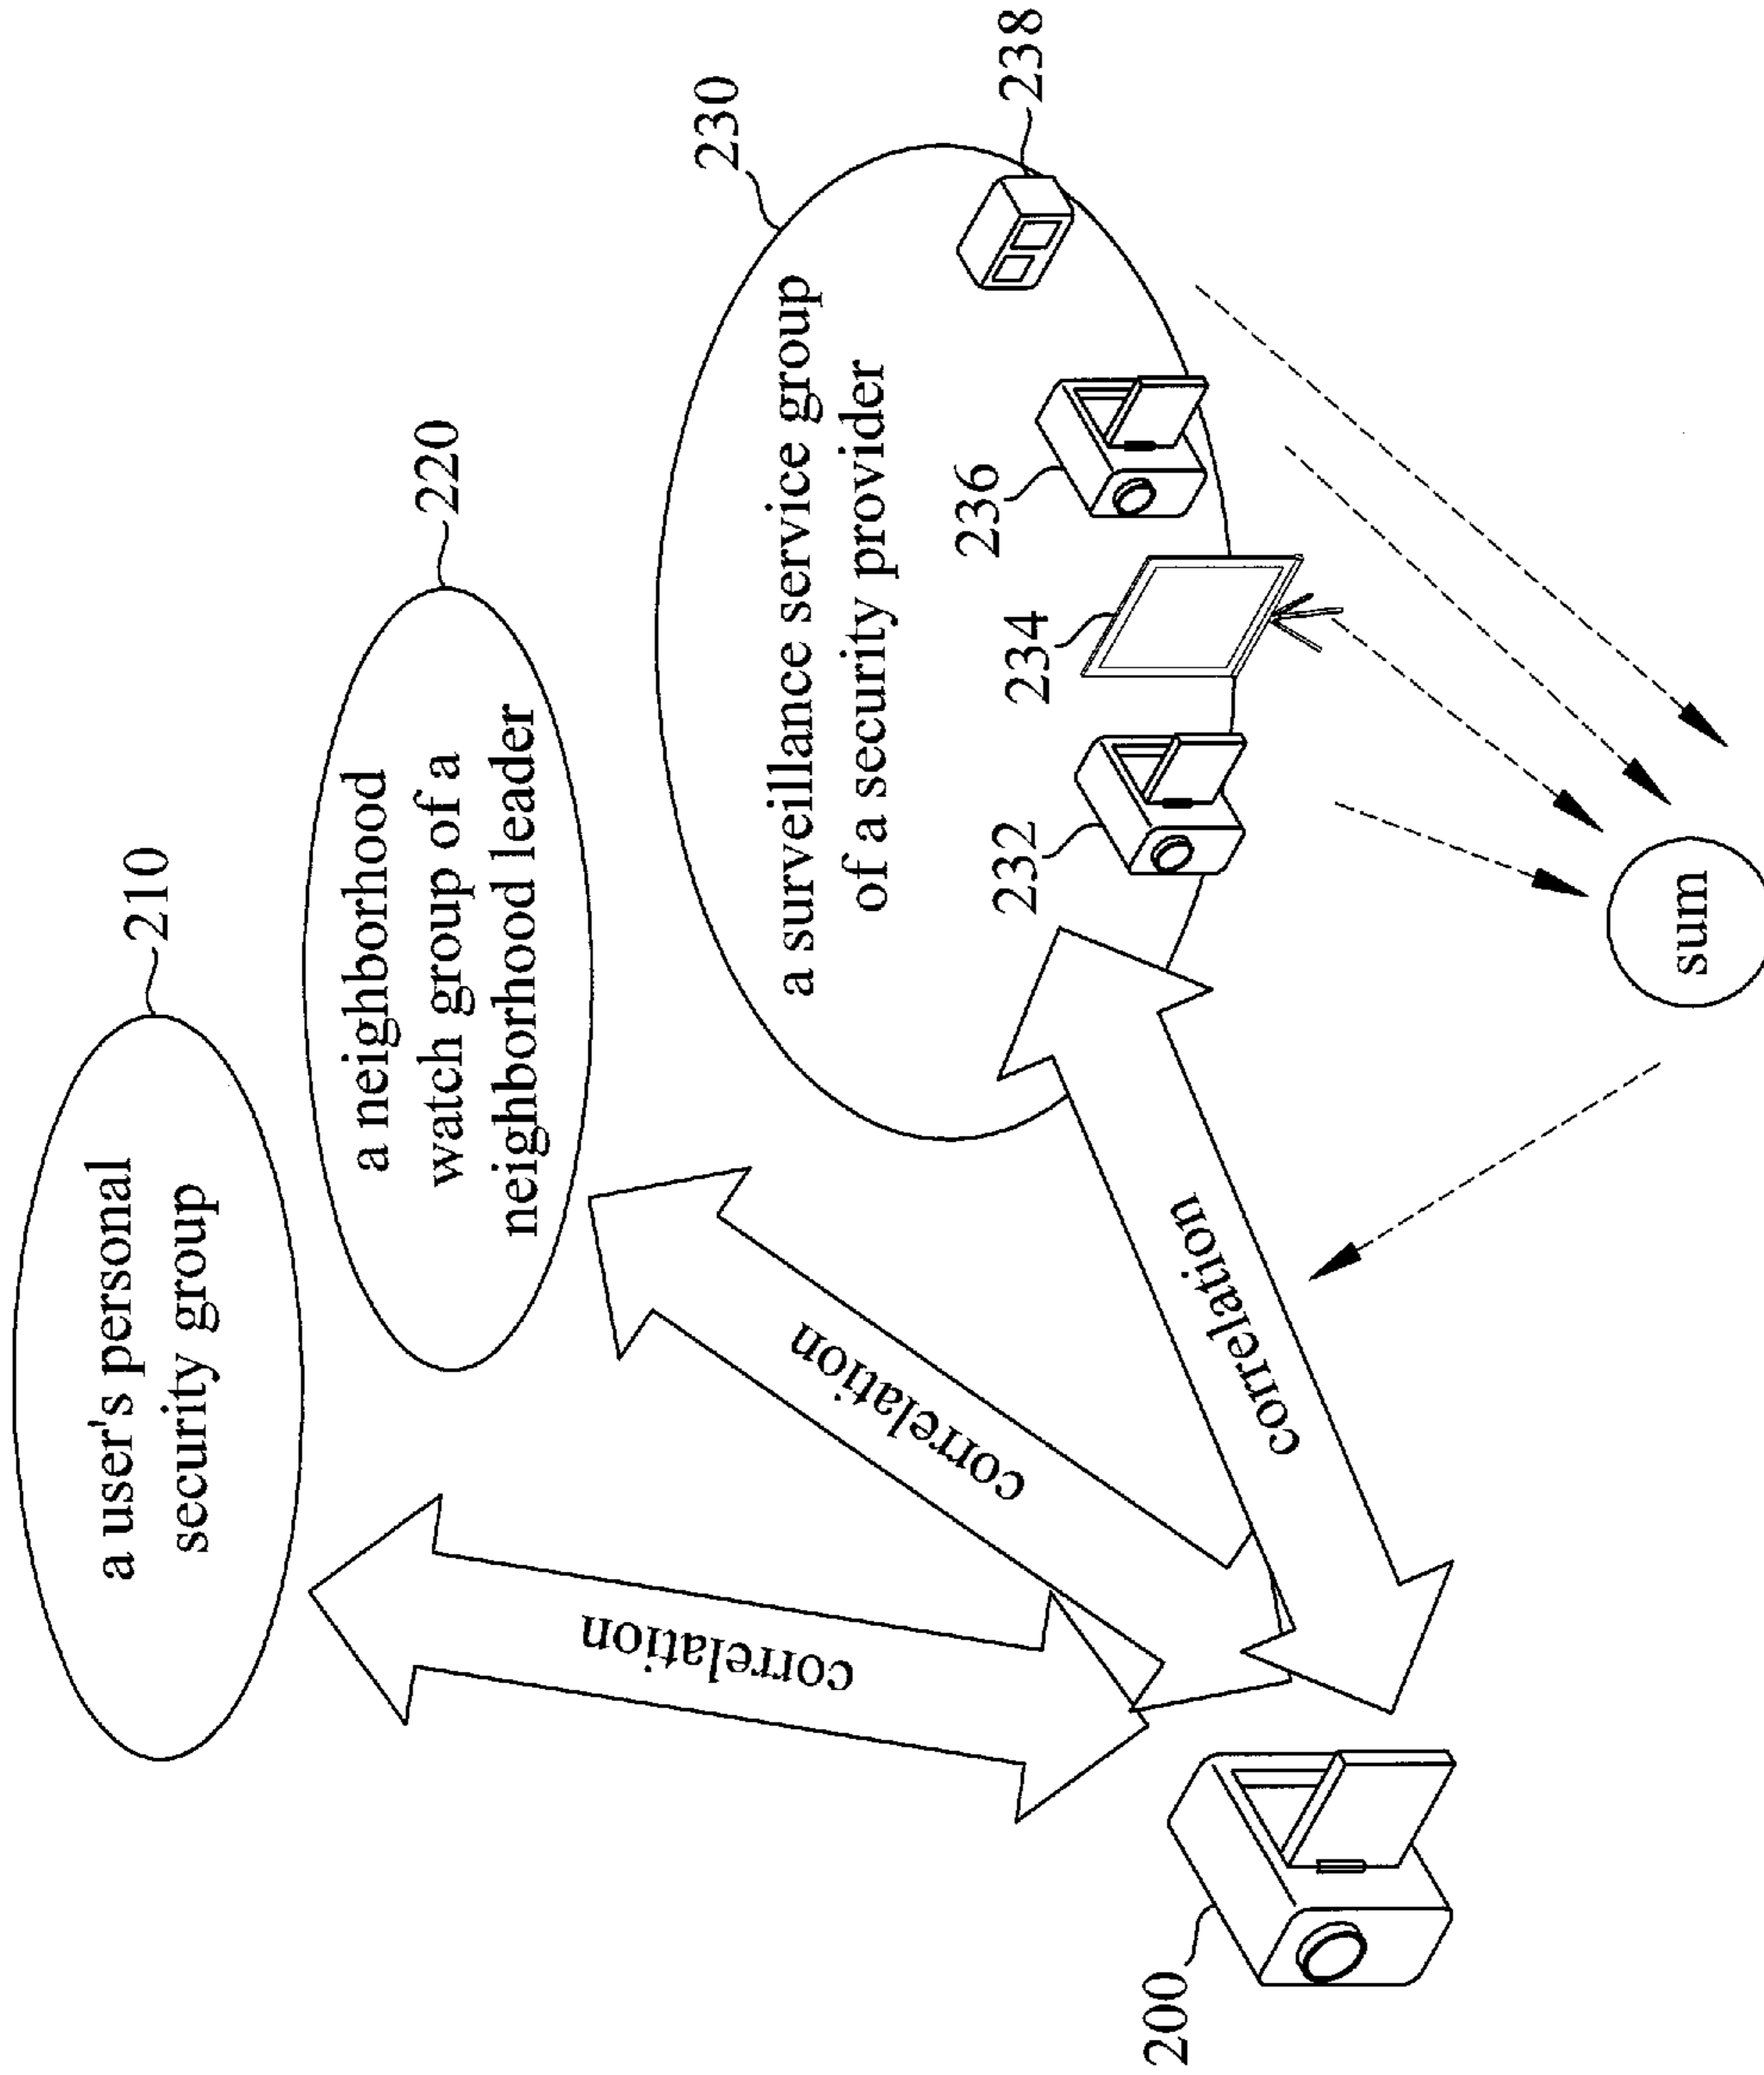 210
a user's personal
security group
220
a neighborhood
watch group of a
neighborhood leader
230
a surveillance service group
of a security provider
238
236
234
232
correlation
correlation
correlation
200
sum